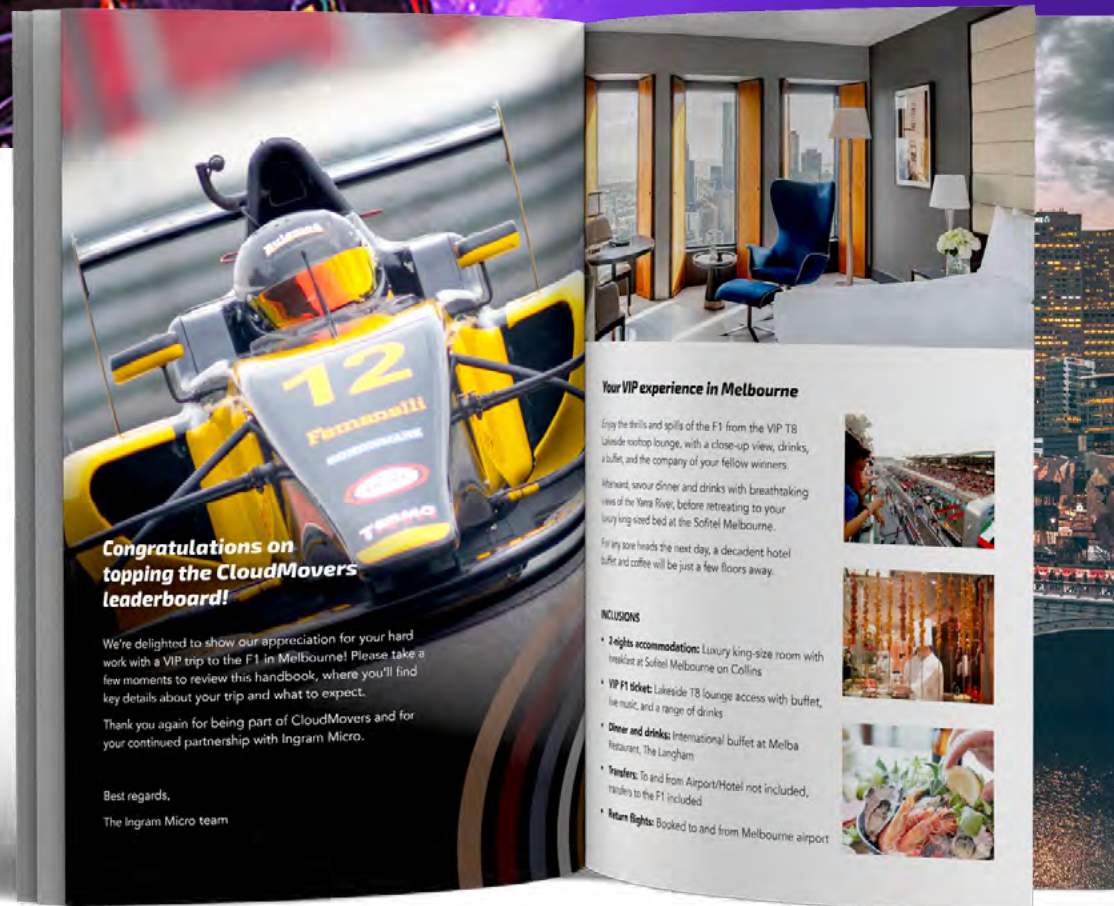 12
Famanelli
TEAMO
Congratulations on
topping the CloudMovers
leaderboard!
We're delighted to show our appreciation for your hard
work with a VIP trip to the F1 in Melbourne! Please take a
few moments to review this handbook, where you'll find
key details about your trip and what to expect.
Thank you again for being part of CloudMovers and for
your continued partnership with Ingram Micro.
Best regards,
The Ingram Micro team
Your VIP experience in Melbourne
Enjoy the thrills and spills of the F1 from the VIP T8
Lakeside rooftop lounge, with a close-up view, drinks,
a buffet, and the company of your fellow winners.
Afterward, savour dinner and drinks with breathtaking
views of the Yarra River, before retreating to your
luxury king-sized bed at the Sofitel Melbourne.
For any sore heads the next day, a decadent hotel
buffet and coffee will be just a few floors away.
INCLUSIONS
• 2-nights accommodation: Luxury king-size room with
breakfast at Sofitel Melbourne on Collins
• VIP F1 ticket: Lakeside T8 lounge access with buffet,
live music, and a range of drinks
• Dinner and drinks: International buffet at Melba
Restaurant, The Langham
• Transfers: To and from Airport/Hotel not included,
transfers to the F1 included
• Return flights: Booked to and from Melbourne airport